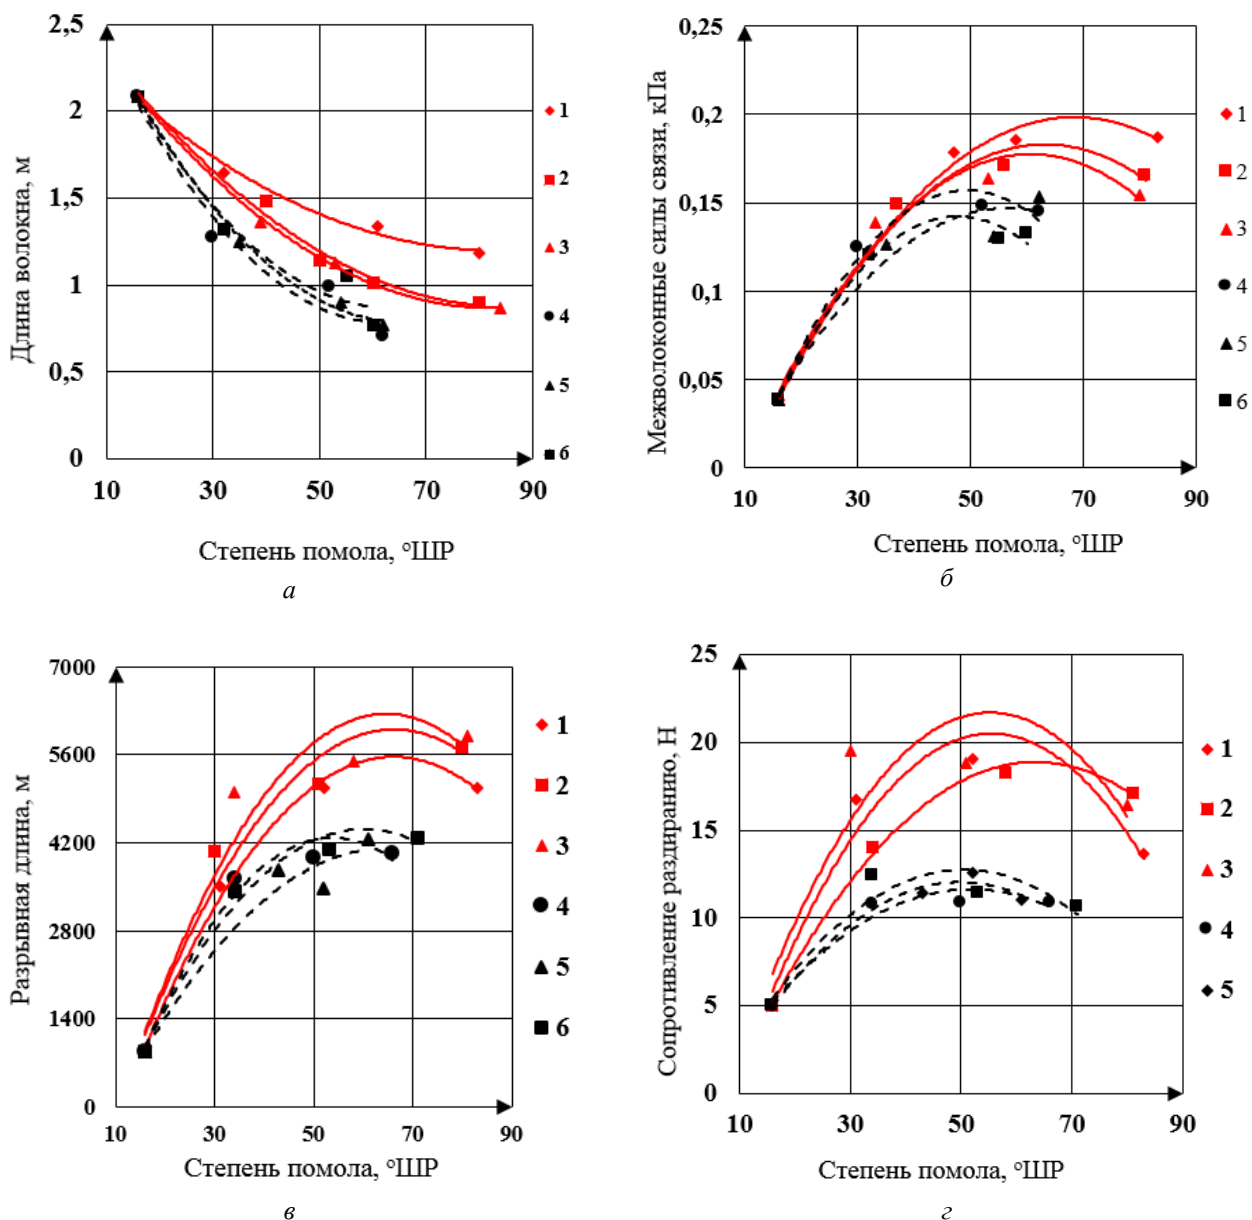 Длина волокна, м
2,5
2
1,5
1
0,5
0
10 30 50 70 90
Степень помола, °ШР
1
2
3
4
5
6
а
Межволоконные силы связи, кПа
0,25
0,2
0,15
0,1
0,05
0
10 30 50 70 90
Степень помола, °ШР
1
2
3
4
5
6
б
Разрывная длина, м
7000
5600
4200
2800
1400
0
10 30 50 70 90
Степень помола, °ШР
1
2
3
4
5
6
в
Сопротивление раздиранию, Н
25
20
15
10
5
0
10 30 50 70 90
Степень помола, °ШР
1
2
3
4
5
г